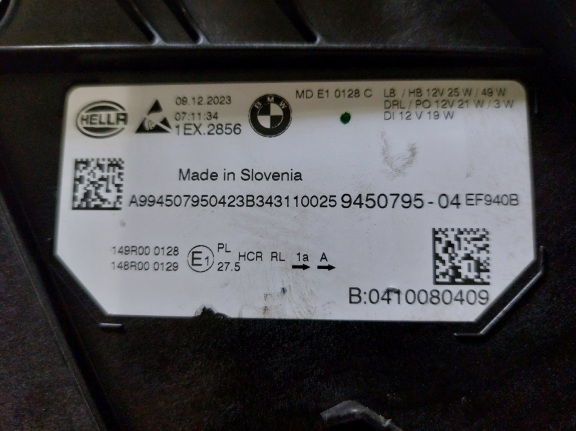 HELLA
09.12.2023
07:11:34
1EX.2856
BMW
MD E1 0128 C
LB / HB 12V 25 W / 49 W
DRL / PO 12V 21 W / 3 W
DI 12 V 19 W
Made in Slovenia
A994507950423B343110025 9450795 - 04 EF940B
149R00 0128
148R00 0129
E1
PL
27.5
HCR RL 1a A
B:0410080409